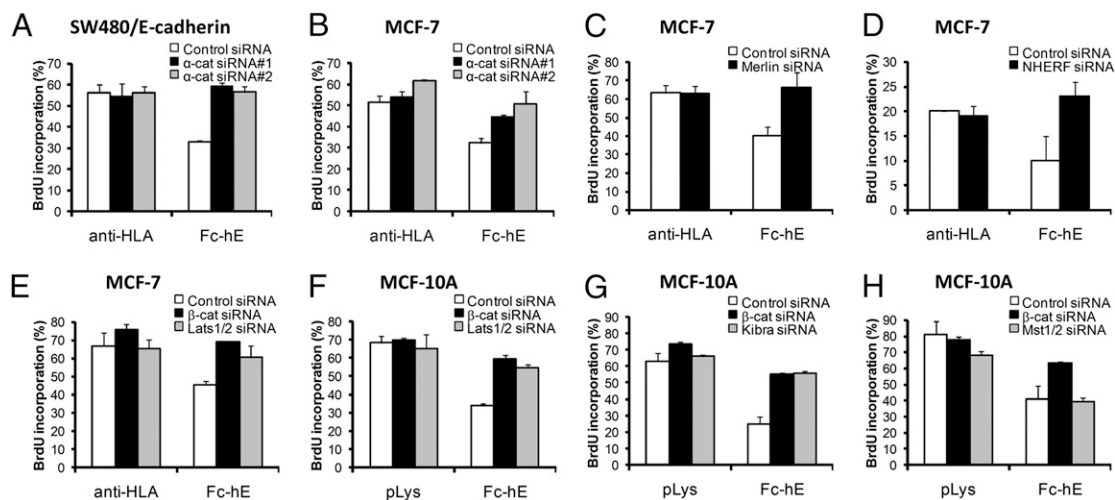 A SW480/E-cadherin
Control siRNA
α-cat siRNA#1
α-cat siRNA#2
BrdU incorporation (%)
70
60
50
40
30
20
10
0
anti-HLA Fc-hE
B MCF-7
Control siRNA
α-cat siRNA#1
α-cat siRNA#2
BrdU incorporation (%)
70
60
50
40
30
20
10
0
anti-HLA Fc-hE
C MCF-7
Control siRNA
Merlin siRNA
BrdU incorporation (%)
80
70
60
50
40
30
20
10
0
anti-HLA Fc-hE
D MCF-7
Control siRNA
NHERF siRNA
BrdU incorporation (%)
30
25
20
15
10
5
0
anti-HLA Fc-hE
E MCF-7
Control siRNA
β-cat siRNA
Lats1/2 siRNA
BrdU incorporation (%)
80
70
60
50
40
30
20
10
0
anti-HLA Fc-hE
F MCF-10A
Control siRNA
β-cat siRNA
Lats1/2 siRNA
BrdU incorporation (%)
80
70
60
50
40
30
20
10
0
pLys Fc-hE
G MCF-10A
Control siRNA
β-cat siRNA
Kibra siRNA
BrdU incorporation (%)
80
70
60
50
40
30
20
10
0
pLys Fc-hE
H MCF-10A
Control siRNA
β-cat siRNA
Mst1/2 siRNA
BrdU incorporation (%)
90
80
70
60
50
40
30
20
10
0
pLys Fc-hE